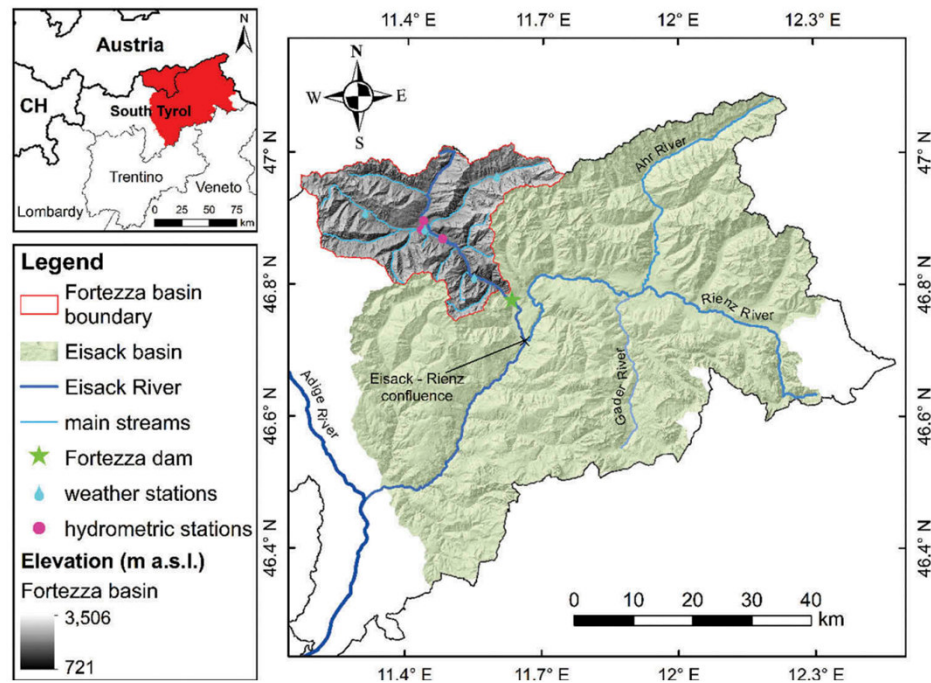 Austria
N
CH
South Tyrol
Trentino
Veneto
Lombardy
0 25 50 75
km
Legend
Fortezza basin
boundary
Eisack basin
Eisack River
main streams
Fortezza dam
weather stations
hydrometric stations
Elevation (m a.s.l.)
Fortezza basin
3,506
721
11.4° E 11.7° E 12° E 12.3° E
N
W E
S
47° N 47° N
46.8° N 46.8° N
46.6° N 46.6° N
46.4° N 46.4° N
Ahr River
Rienz River
Gader River
Eisack - Rienz
confluence
Adige River
0 10 20 30 40
km
11.4° E 11.7° E 12° E 12.3° E